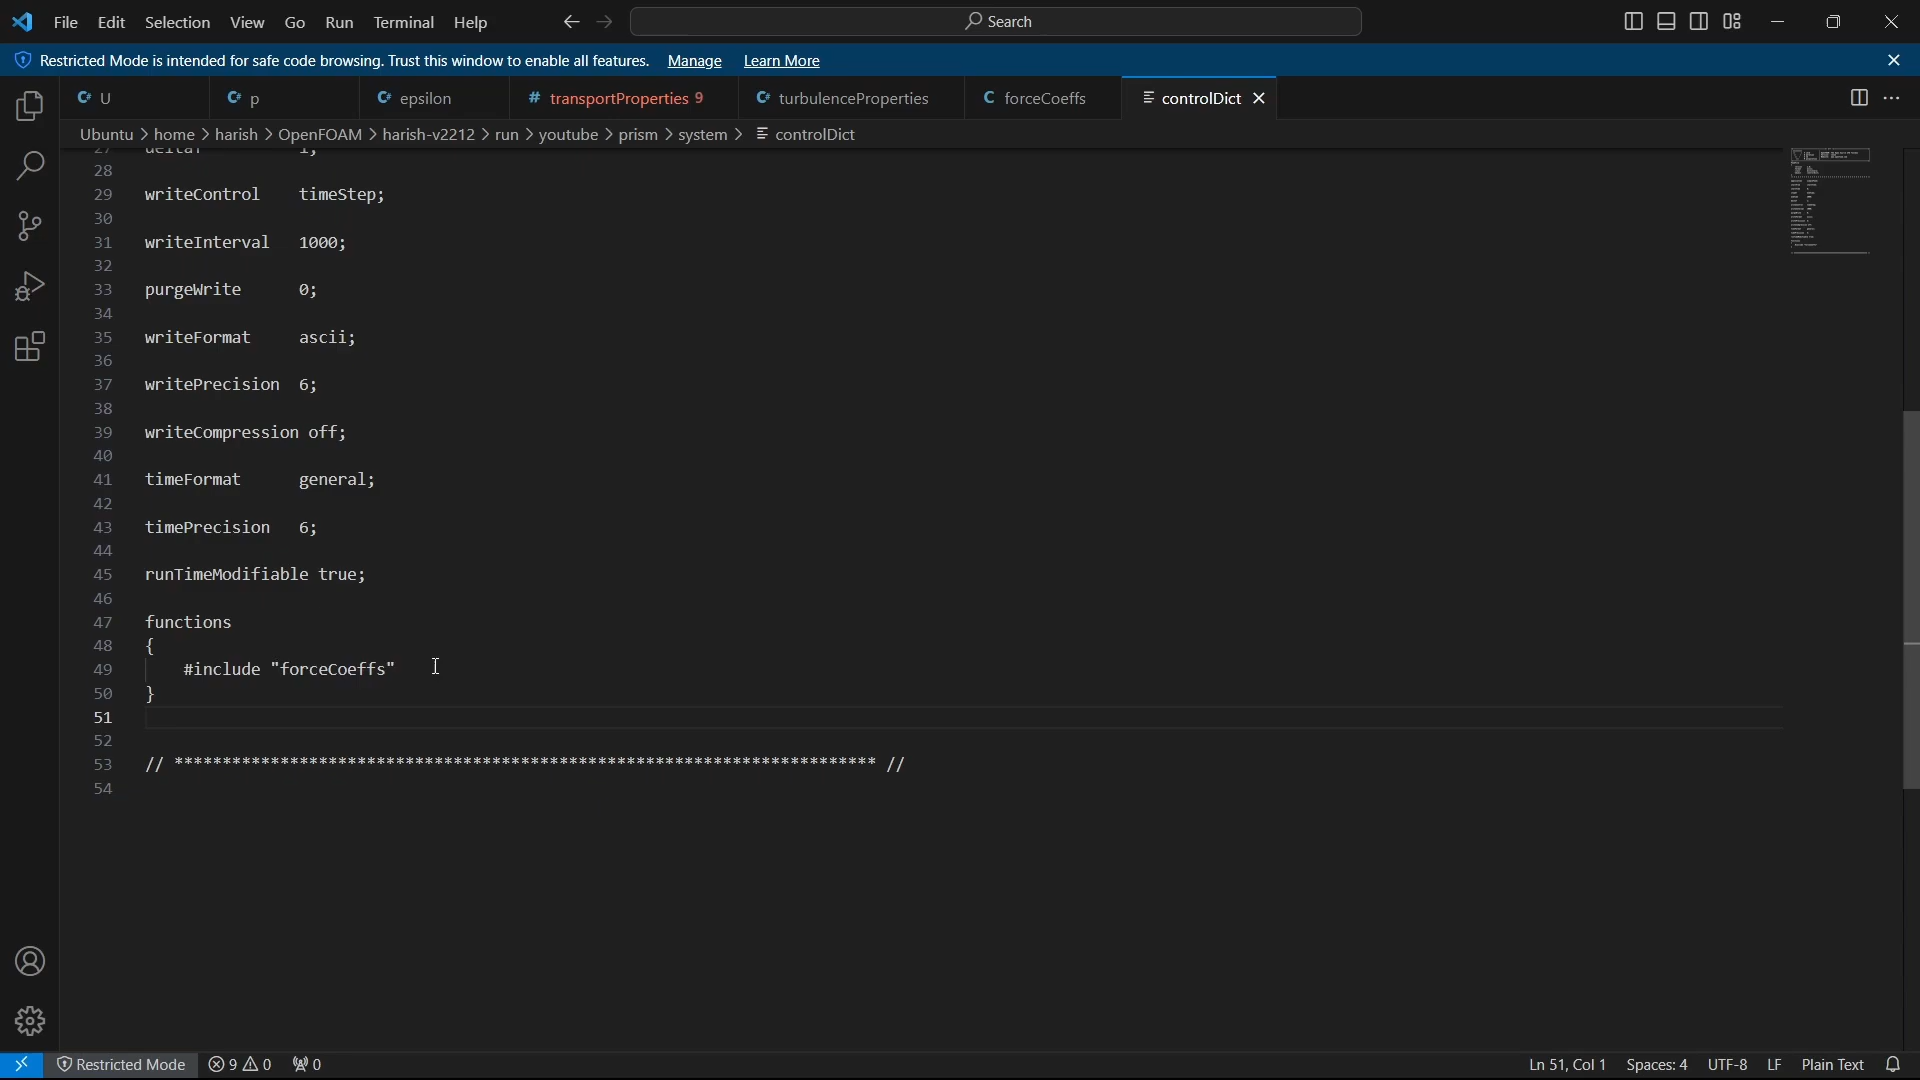 File Edit Selection View Go Run Terminal Help Search
Restricted Mode is intended for safe code browsing. Trust this window to enable all features. Manage Learn More
U p epsilon transportProperties 9 turbulenceProperties forceCoeffs controlDict
Ubuntu > home > harish > OpenFOAM > harish-v2212 > run > youtube > prism > system > controlDict
27 deltaT 1;
28
29 writeControl timeStep;
30
31 writeInterval 1000;
32
33 purgeWrite 0;
34
35 writeFormat ascii;
36
37 writePrecision 6;
38
39 writeCompression off;
40
41 timeFormat general;
42
43 timePrecision 6;
44
45 runTimeModifiable true;
46
47 functions
48 {
49 #include "forceCoeffs"
50 }
51
52
53 // ************************************************************************* //
54
Restricted Mode 9 0 0 Ln 51, Col 1 Spaces: 4 UTF-8 LF Plain Text